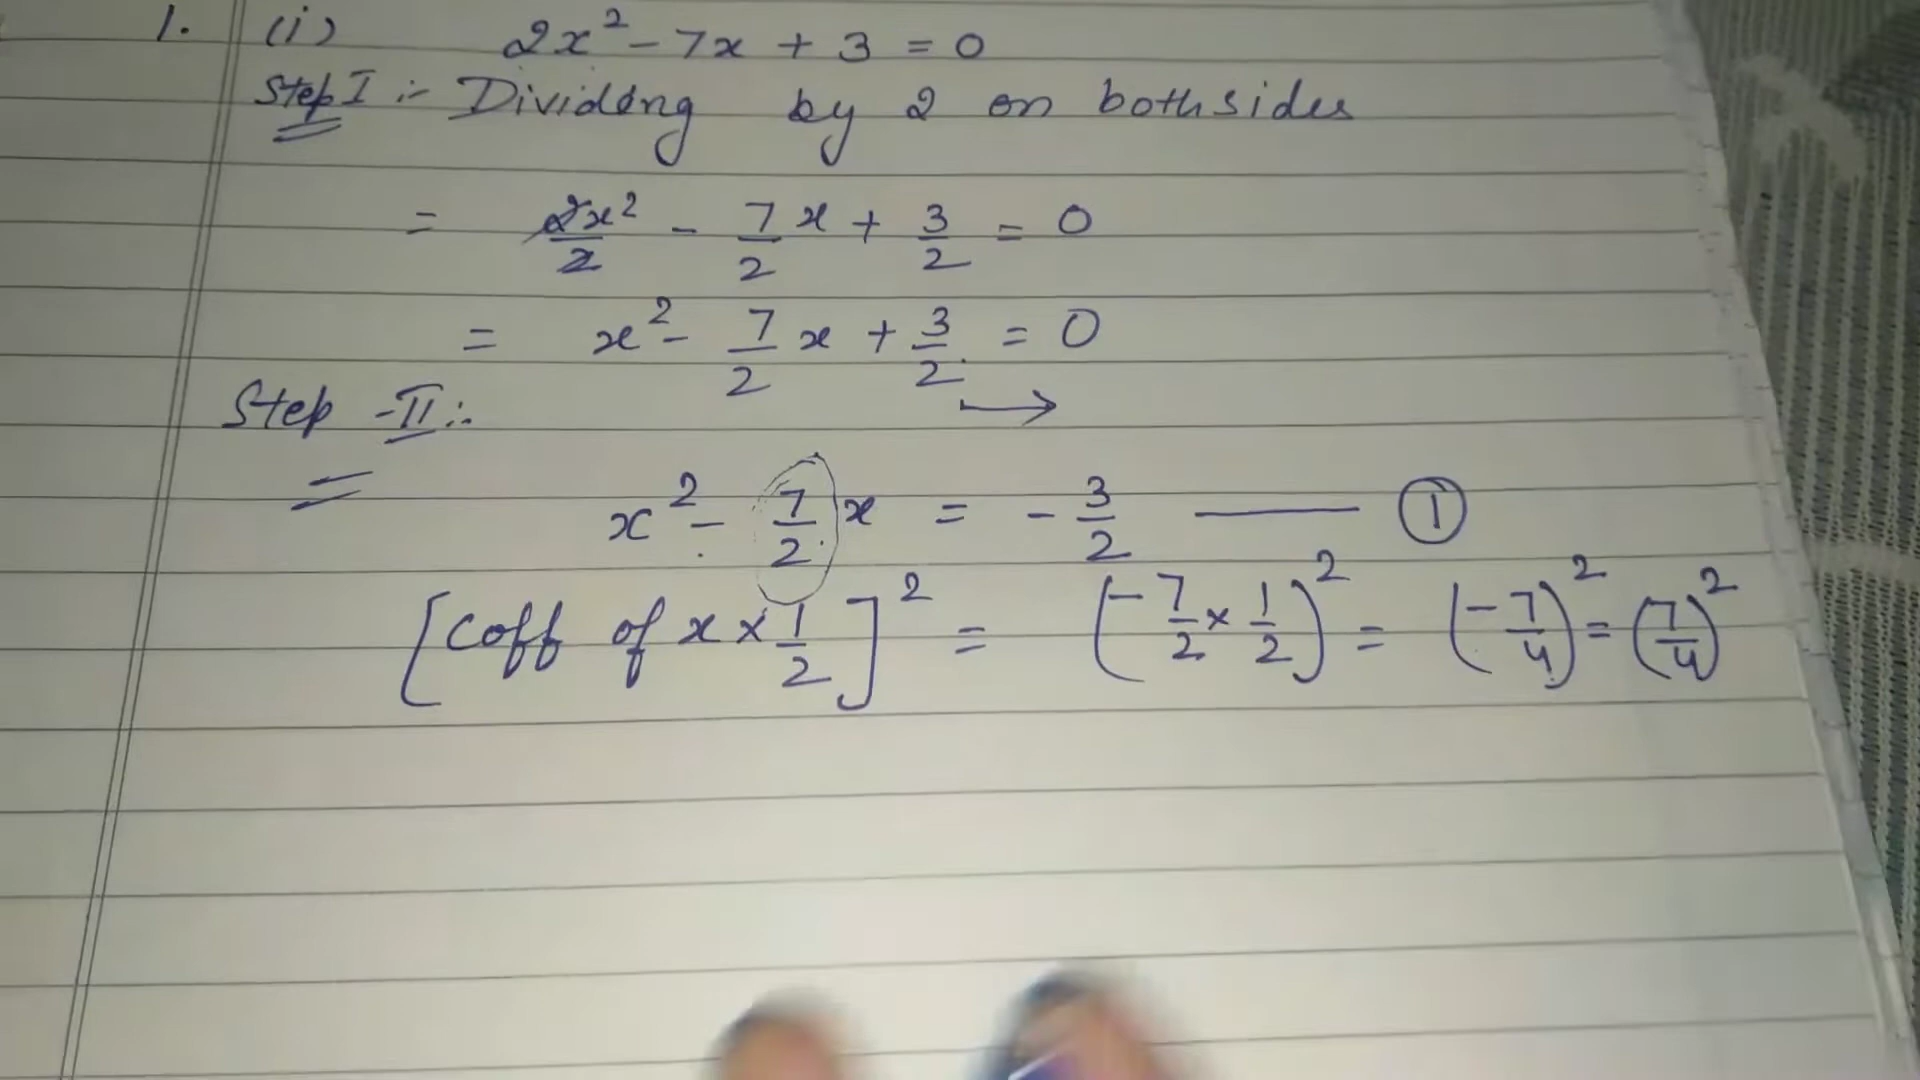 1. (i) 2x² - 7x + 3 = 0
Step I :- Dividing by 2 on both sides
= 2x²/2 - 7/2 x + 3/2 = 0
= x² - 7/2 x + 3/2 = 0
Step -II :-
x² - 7/2 x = - 3/2 —— ①
[Coff of x × 1/2]² = (-7/2 × 1/2)² = (-7/4)² = (7/4)²